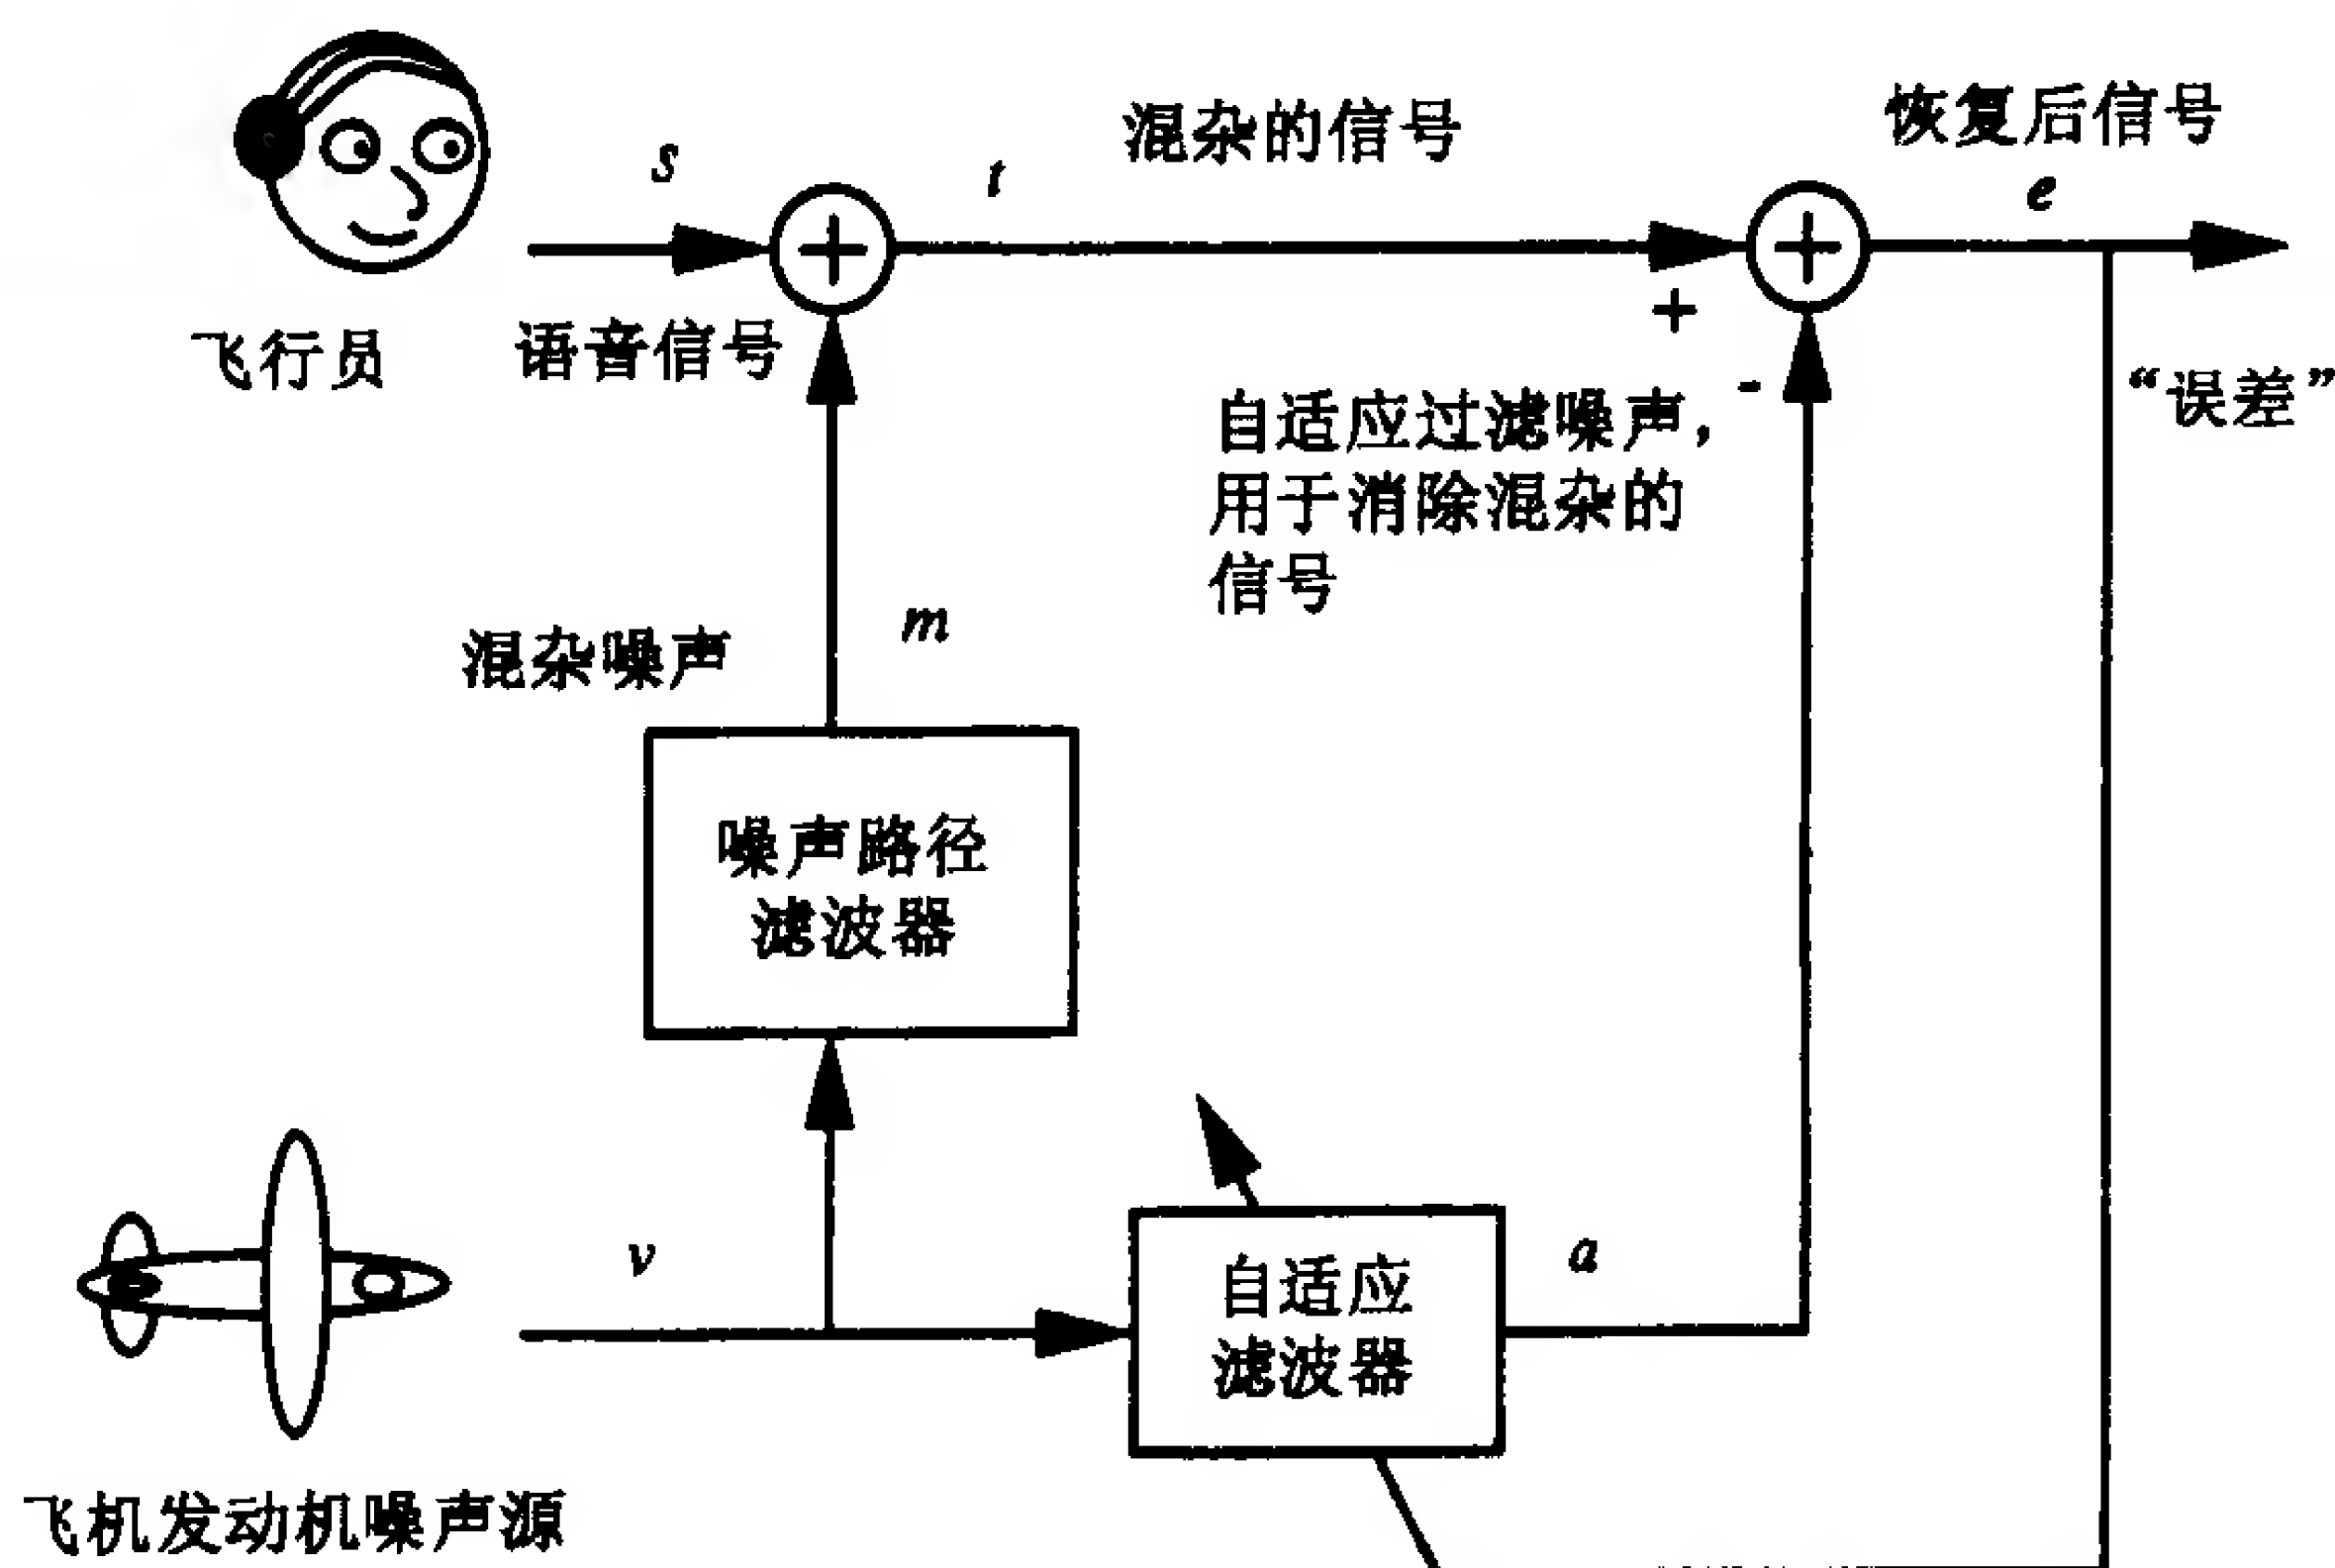 混杂的信号
恢复后信号
s
t
e
+
+
飞行员
语音信号
+
-
“误差”
自适应过滤噪声,
用于消除混杂的
信号
混杂噪声
m
噪声路径
滤波器
v
自适应
滤波器
a
飞机发动机噪声源